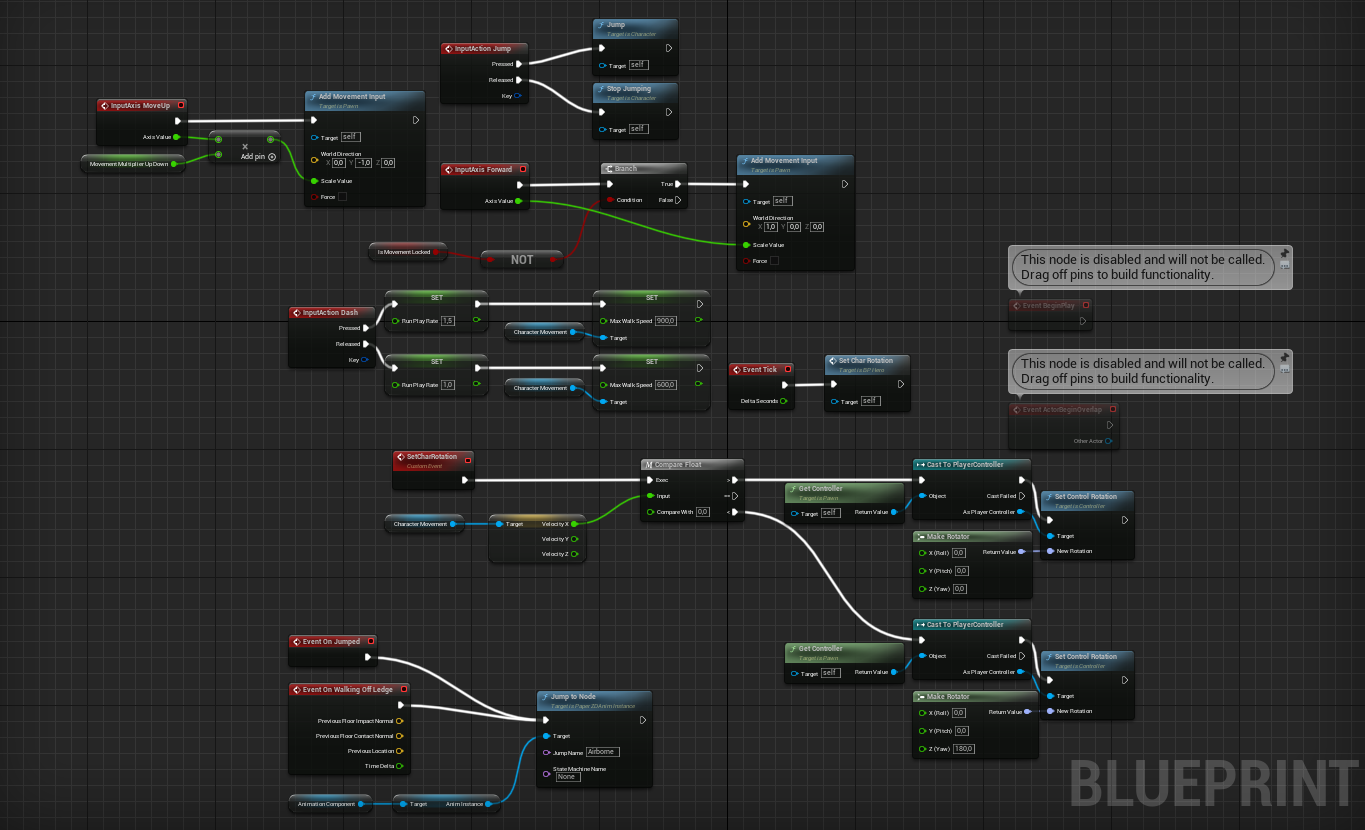 Jump
Target is Character
Target self
InputAction Jump
Pressed
Released
Key
Stop Jumping
Target is Character
Target self
InputAxis MoveUp
Axis Value
Movement Multiplier Up Down
×
Add pin
Add Movement Input
Target is Pawn
Target self
World Direction
X 0,0 Y -1,0 Z 0,0
Scale Value
Force
InputAxis Forward
Axis Value
Branch
True
Condition False
Add Movement Input
Target is Pawn
Target self
World Direction
X 1,0 Y 0,0 Z 0,0
Scale Value
Force
Is Movement Locked
NOT
This node is disabled and will not be called.
Drag off pins to build functionality.
Event BeginPlay
InputAction Dash
Pressed
Released
Key
SET
Run Play Rate 1,5
Character Movement
SET
Max Walk Speed 900,0
Target
SET
Run Play Rate 1,0
Character Movement
SET
Max Walk Speed 600,0
Target
Event Tick
Delta Seconds
Set Char Rotation
Target is BP Hero
Target self
This node is disabled and will not be called.
Drag off pins to build functionality.
Event ActorBeginOverlap
Other Actor
SetCharRotation
Custom Event
Character Movement
Target Velocity X
Velocity Y
Velocity Z
Compare Float
Exec >
Input ==
Compare With 0,0 <
Get Controller
Target is Pawn
Target self Return Value
Cast To PlayerController
Object Cast Failed
As Player Controller
Set Control Rotation
Target is Controller
Target
New Rotation
Make Rotator
X (Roll) 0,0 Return Value
Y (Pitch) 0,0
Z (Yaw) 0,0
Get Controller
Target is Pawn
Target self Return Value
Cast To PlayerController
Object Cast Failed
As Player Controller
Set Control Rotation
Target is Controller
Target
New Rotation
Make Rotator
X (Roll) 0,0 Return Value
Y (Pitch) 0,0
Z (Yaw) 180,0
Event On Jumped
Event On Walking Off Ledge
Previous Floor Impact Normal
Previous Floor Contact Normal
Previous Location
Time Delta
Animation Component
Target Anim Instance
Jump to Node
Target is Paper ZDAnim Instance
Target
Jump Name Airborne
State Machine Name
None
BLUEPRINT